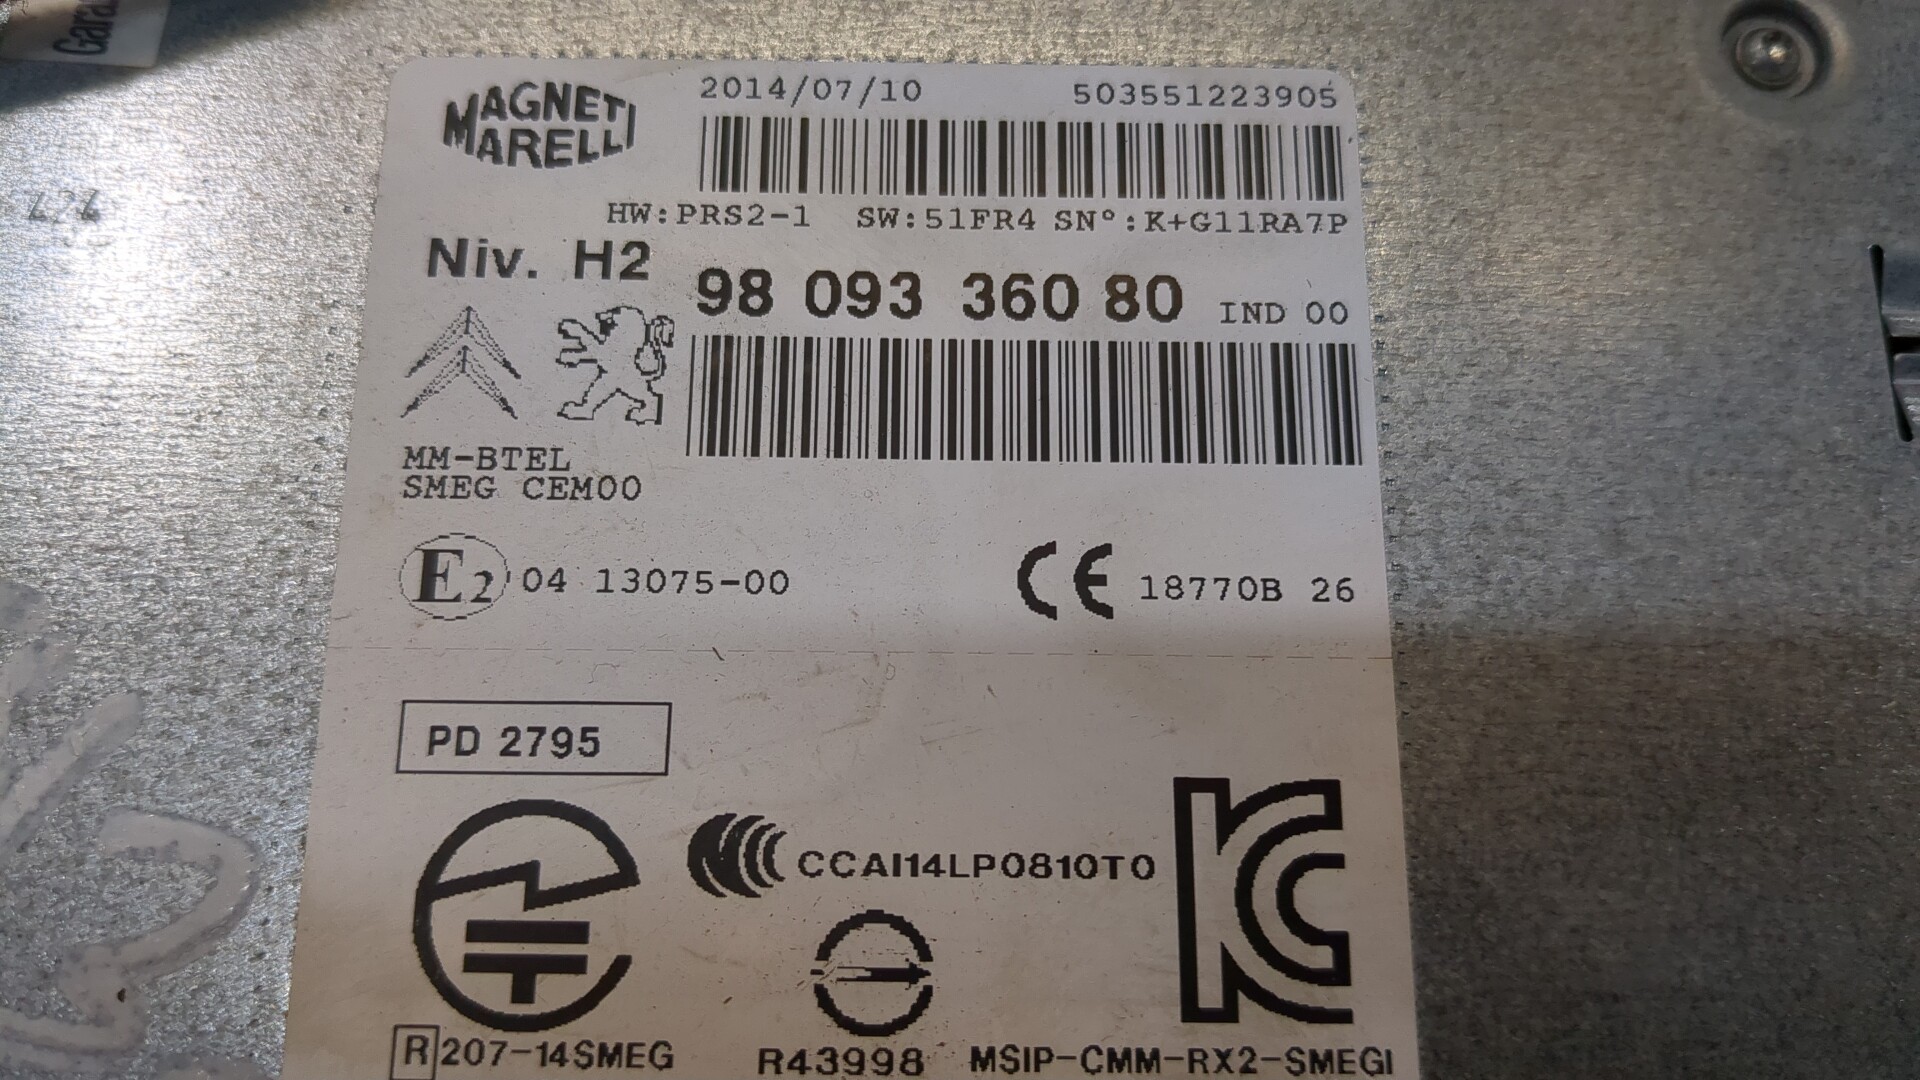 Gara
MAGNETI
MARELLI
2014/07/10 503551223905
HW:PRS2-1 SW:51FR4 SN°:K+G11RA7P
Niv. H2
98 093 360 80 IND 00
MM-BTEL
SMEG CEM00
E2 04 13075-00
CE 18770B 26
PD 2795
CCAI14LP0810T0
KC
R 207-14SMEG
R43998
MSIP-CMM-RX2-SMEGI